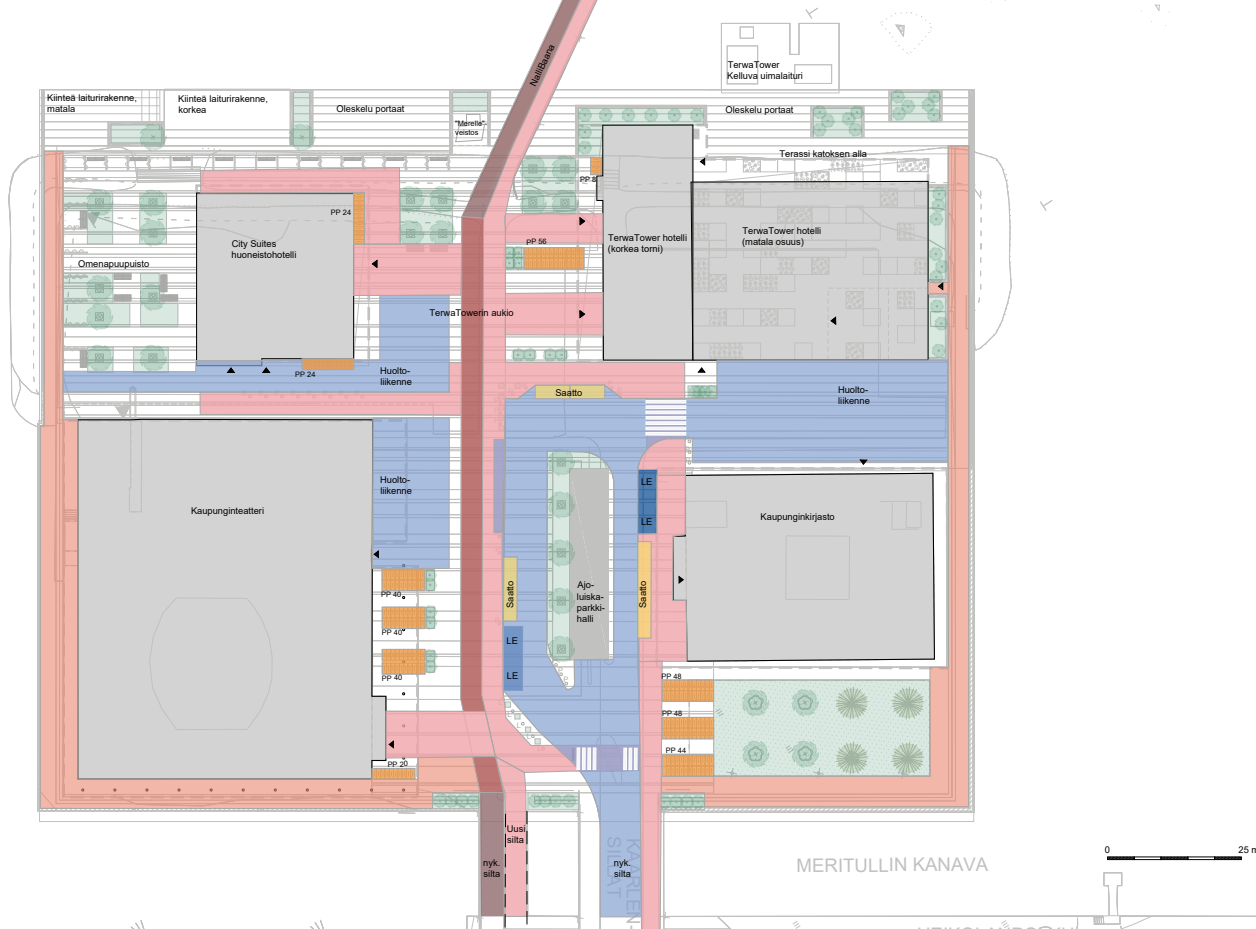 NalliBaana
TerwaTower
Kelluva uimalaituri
Kiinteä laiturirakenne,
matala
Kiinteä laiturirakenne,
korkea
Oleskelu portaat
"Merelle"-
veistos
Oleskelu portaat
Terassi katoksen alla
PP 8
PP 24
City Suites
huoneistohotelli
PP 56
TerwaTower hotelli
(korkea torni)
TerwaTower hotelli
(matala osuus)
Omenapuupuisto
TerwaTowerin aukio
PP 24
Huolto-
liikenne
Saatto
Huolto-
liikenne
Huolto-
liikenne
LE
LE
Kaupunginteatteri
Kaupunginkirjasto
Saatto
Ajo-
luiska-
parkki-
halli
Saatto
PP 40
PP 40
PP 40
LE
LE
PP 48
PP 48
PP 44
PP 20
Uusi
silta
nyk.
silta
nyk.
silta
KAARLEN-
SILLAT
MERITULLIN KANAVA
0
25 m